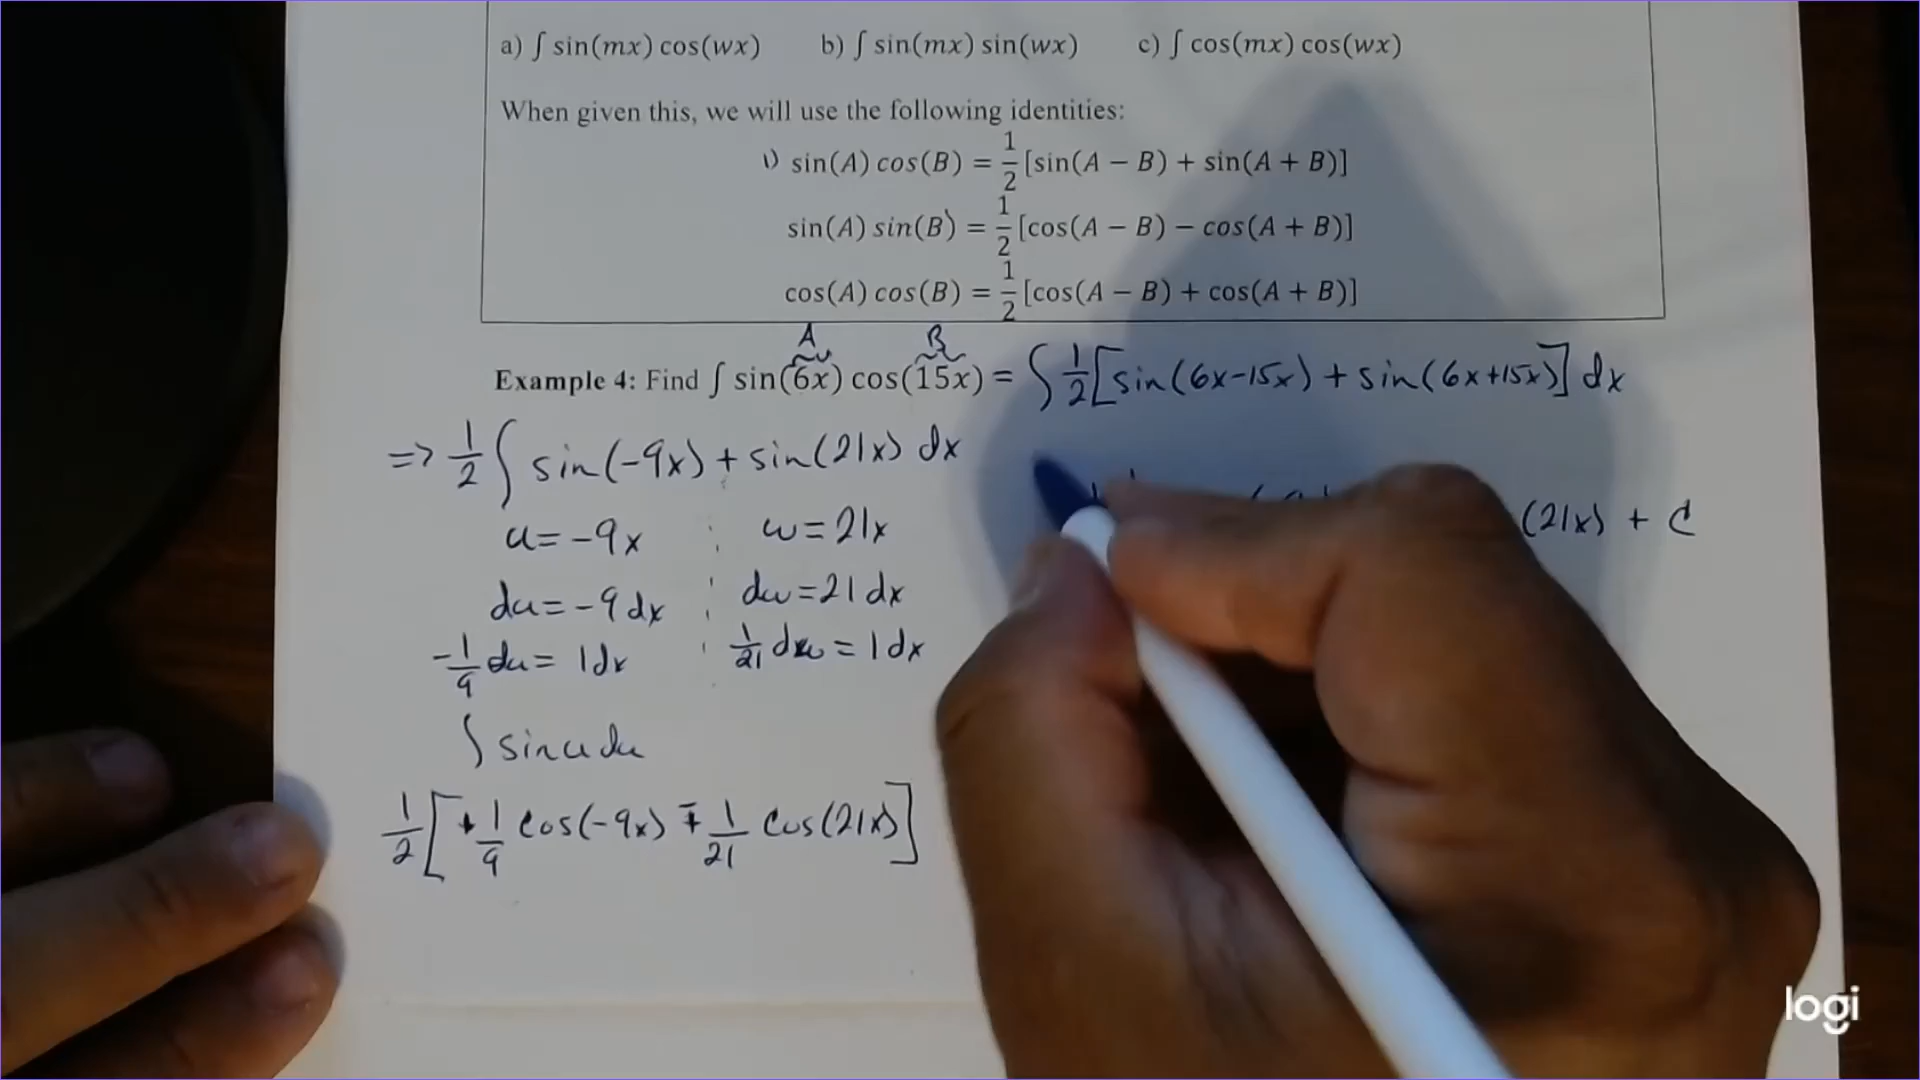 a) ∫ sin(mx) cos(wx) b) ∫ sin(mx) sin(wx) c) ∫ cos(mx) cos(wx)
When given this, we will use the following identities:
1) sin(A) cos(B) = 1/2 [sin(A − B) + sin(A + B)]
sin(A) sin(B) = 1/2 [cos(A − B) − cos(A + B)]
cos(A) cos(B) = 1/2 [cos(A − B) + cos(A + B)]
A B
Example 4: Find ∫ sin(6x) cos(15x) = ∫ 1/2 [sin(6x-15x) + sin(6x+15x)] dx
=> 1/2 ∫ sin(-9x) + sin(21x) dx
(21x) + C
u = -9x w = 21x
du = -9dx dw = 21dx
-1/9 du = 1dx 1/21 dw = 1dx
∫ sin u du
1/2 [+1/9 cos(-9x) ∓ 1/21 cos(21x)]
logi